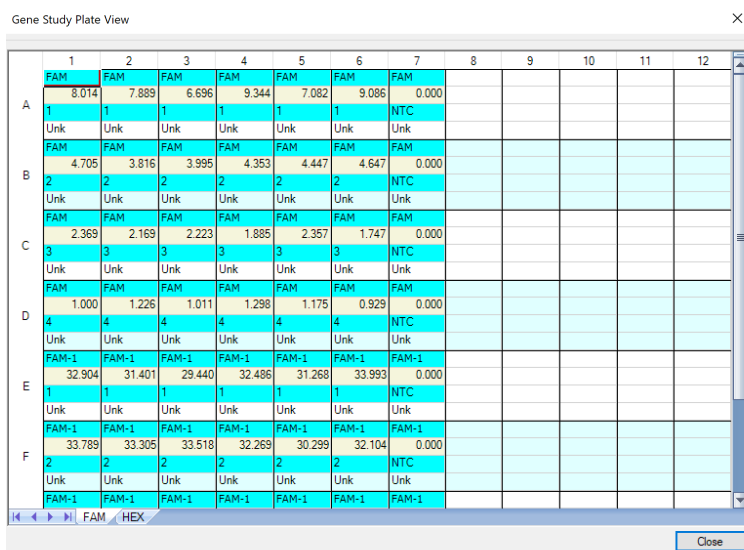 Gene Study Plate View
1 2 3 4 5 6 7 8 9 10 11 12
FAM FAM FAM FAM FAM FAM FAM
8.014 7.889 6.696 9.344 7.082 9.086 0.000
A
1 1 1 1 1 1 NTC
Unk Unk Unk Unk Unk Unk Unk
FAM FAM FAM FAM FAM FAM FAM
4.705 3.816 3.995 4.353 4.447 4.647 0.000
B
2 2 2 2 2 2 NTC
Unk Unk Unk Unk Unk Unk Unk
FAM FAM FAM FAM FAM FAM FAM
2.369 2.169 2.223 1.885 2.357 1.747 0.000
C
3 3 3 3 3 3 NTC
Unk Unk Unk Unk Unk Unk Unk
FAM FAM FAM FAM FAM FAM FAM
1.000 1.226 1.011 1.298 1.175 0.929 0.000
D
4 4 4 4 4 4 NTC
Unk Unk Unk Unk Unk Unk Unk
FAM-1 FAM-1 FAM-1 FAM-1 FAM-1 FAM-1 FAM-1
32.904 31.401 29.440 32.486 31.268 33.993 0.000
E
1 1 1 1 1 1 NTC
Unk Unk Unk Unk Unk Unk Unk
FAM-1 FAM-1 FAM-1 FAM-1 FAM-1 FAM-1 FAM-1
33.789 33.305 33.518 32.269 30.299 32.104 0.000
F
2 2 2 2 2 2 NTC
Unk Unk Unk Unk Unk Unk Unk
FAM-1 FAM-1 FAM-1 FAM-1 FAM-1 FAM-1 FAM-1
FAM HEX
Close